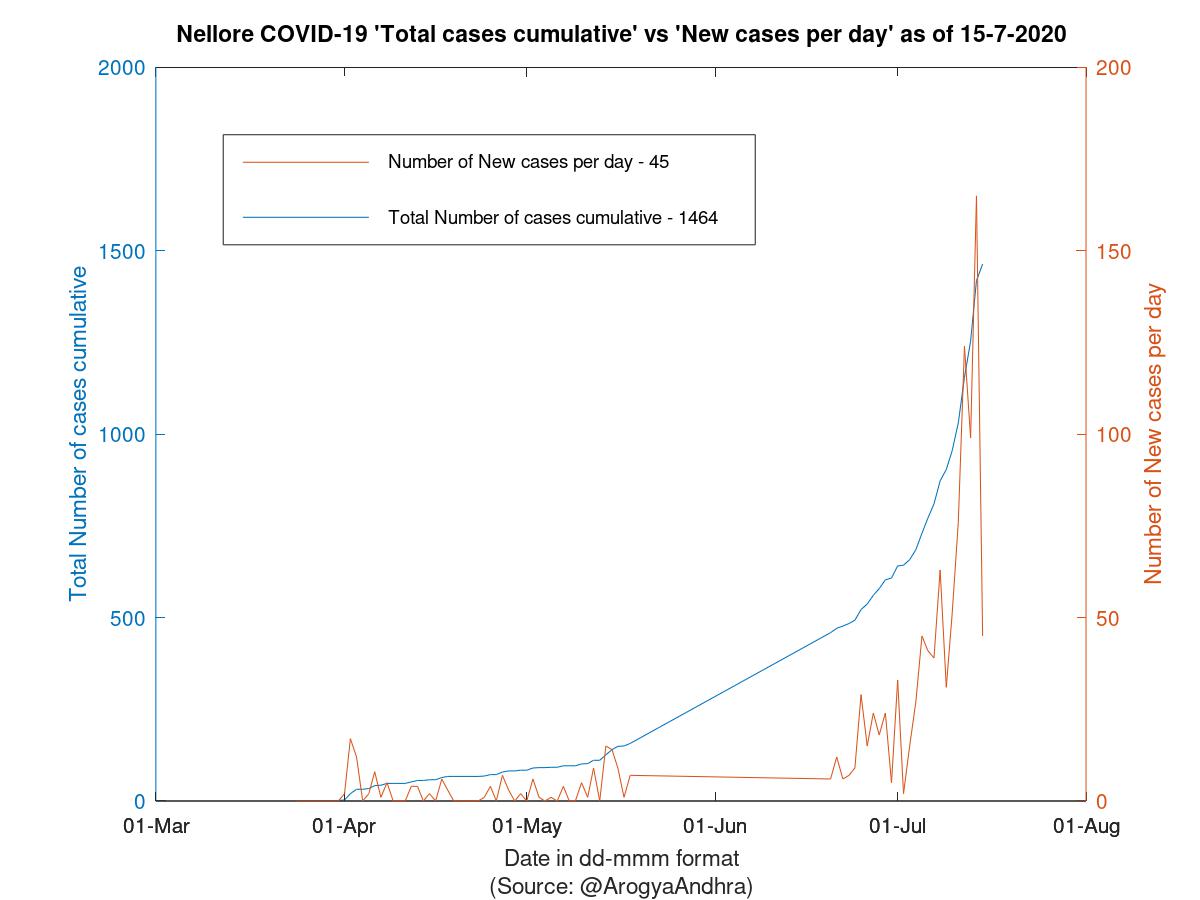 Nellore COVID-19 'Total cases cumulative' vs 'New cases per day' as of 15-7-2020
2000
1500
1000
500
0
Total Number of cases cumulative
Number of New cases per day - 45
Total Number of cases cumulative - 1464
200
150
100
50
0
Number of New cases per day
01-Mar
01-Apr
01-May
01-Jun
01-Jul
01-Aug
Date in dd-mmm format
(Source: @ArogyaAndhra)